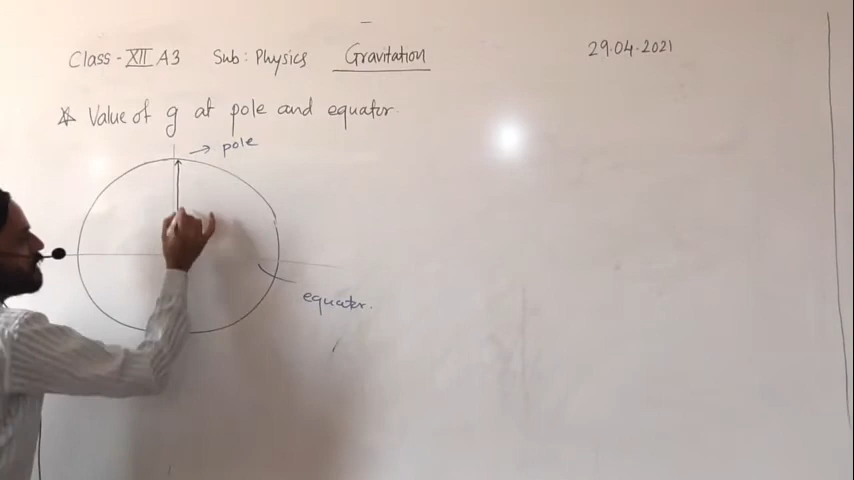 Class - XII A3 Sub: Physics Gravitation 29.04.2021
Value of g at pole and equator.
→ pole
equator.